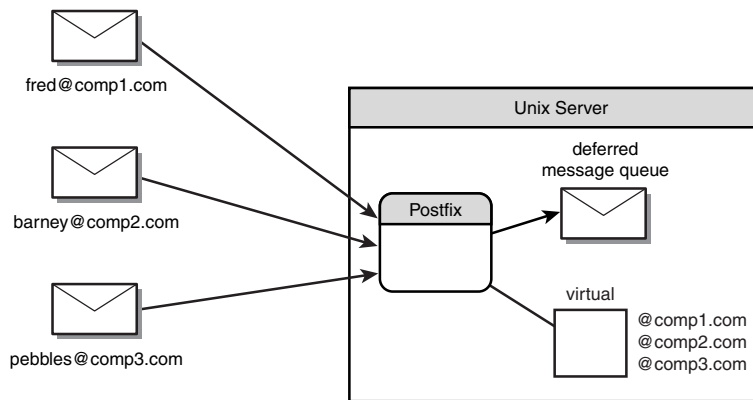 fred@comp1.com
barney@comp2.com
pebbles@comp3.com
Unix Server
deferred
message queue
Postfix
virtual
@comp1.com
@comp2.com
@comp3.com